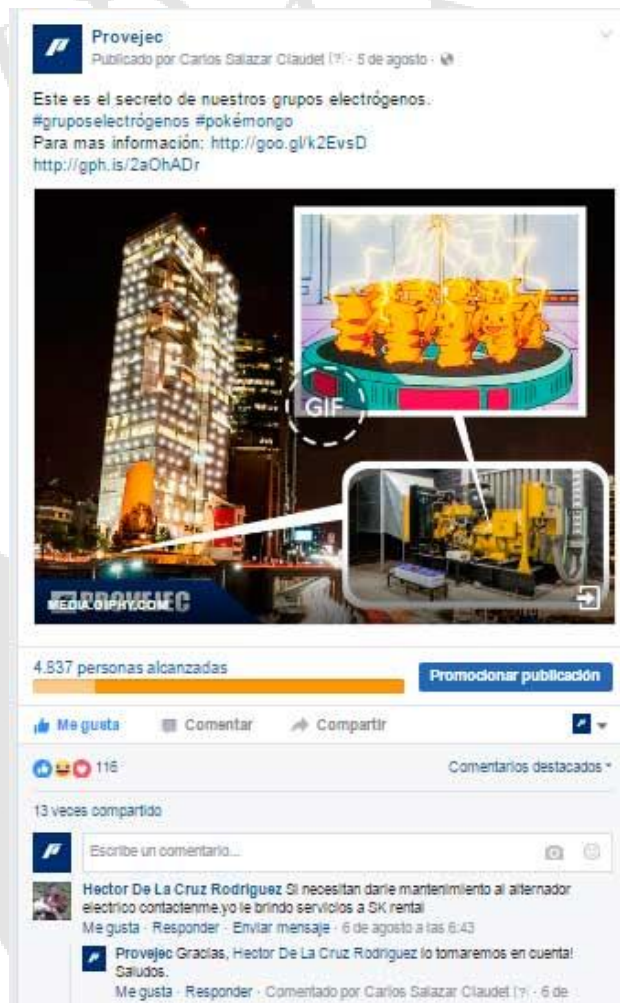 Provejec
Publicado por Carlos Salazar Claudet [?] · 5 de agosto ·
Este es el secreto de nuestros grupos electrógenos.
#gruposelectrógenos #pokémongo
Para mas información: http://goo.gl/k2EvsD
http://gph.is/2aOhADr
GIF
PROVEJEC
MEDIA.GIPHY.COM
4.837 personas alcanzadas
Promocionar publicación
Me gusta Comentar Compartir
116
Comentarios destacados
13 veces compartido
Escribe un comentario...
Hector De La Cruz Rodriguez Si necesitan darle mantenimiento al alternador
electrico contactenme.yo le brindo servicios a SK rental
Me gusta · Responder · Enviar mensaje · 6 de agosto a las 6:43
Provejec Gracias, Hector De La Cruz Rodriguez lo tomaremos en cuenta!
Saludos.
Me gusta · Responder · Comentado por Carlos Salazar Claudet [?] · 6 de